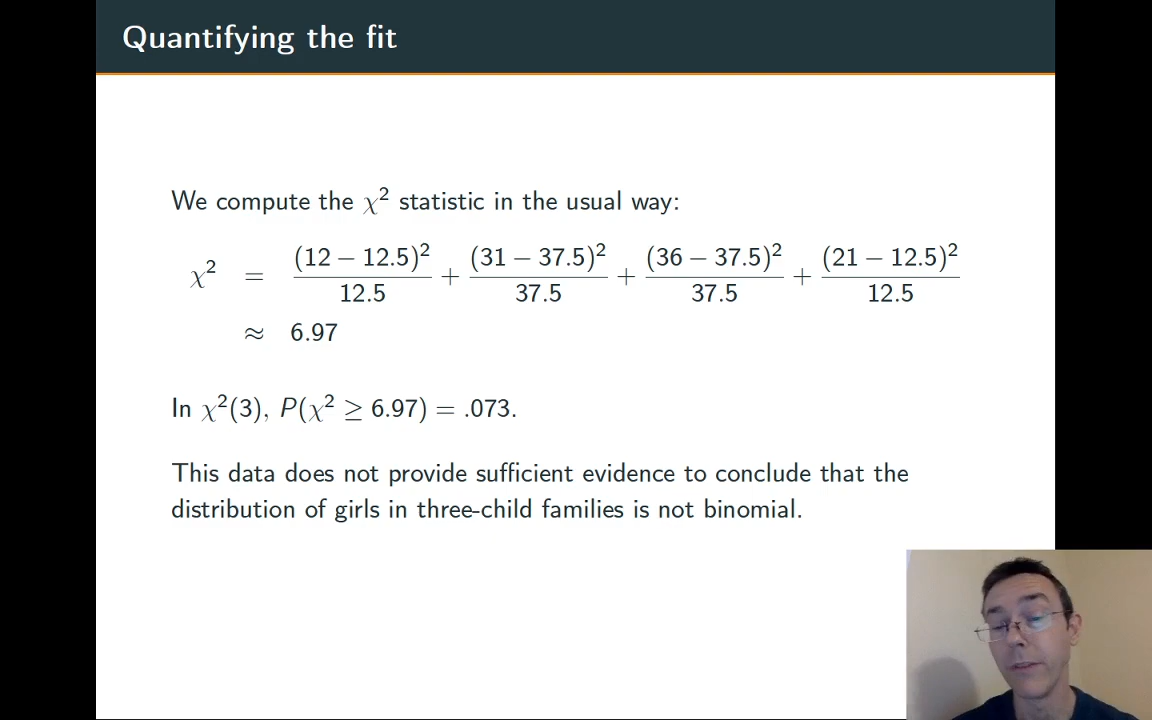 Quantifying the fit
We compute the χ² statistic in the usual way:
χ² = (12 − 12.5)²/12.5 + (31 − 37.5)²/37.5 + (36 − 37.5)²/37.5 + (21 − 12.5)²/12.5
≈ 6.97
In χ²(3), P(χ² ≥ 6.97) = .073.
This data does not provide sufficient evidence to conclude that the
distribution of girls in three-child families is not binomial.